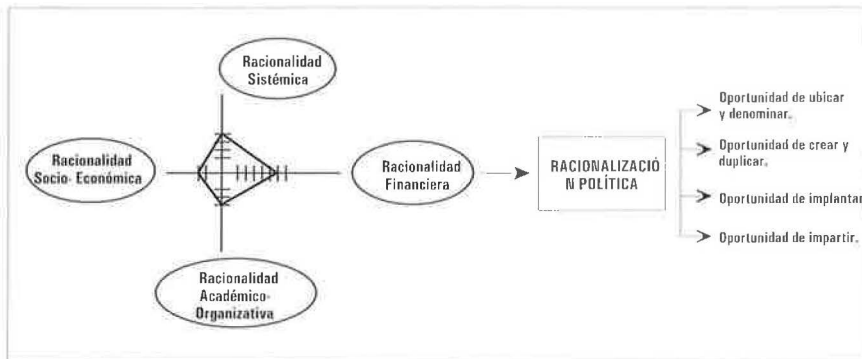 Racionalidad
Sistémica
Racionalidad
Socio- Económica
Racionalidad
Financiera
Racionalidad
Académico-
Organizativa
RACIONALIZACIÓ
N POLÍTICA
Oportunidad de ubicar
y denominar.
Oportunidad de crear y
duplicar.
Oportunidad de implantar
Oportunidad de impartir.